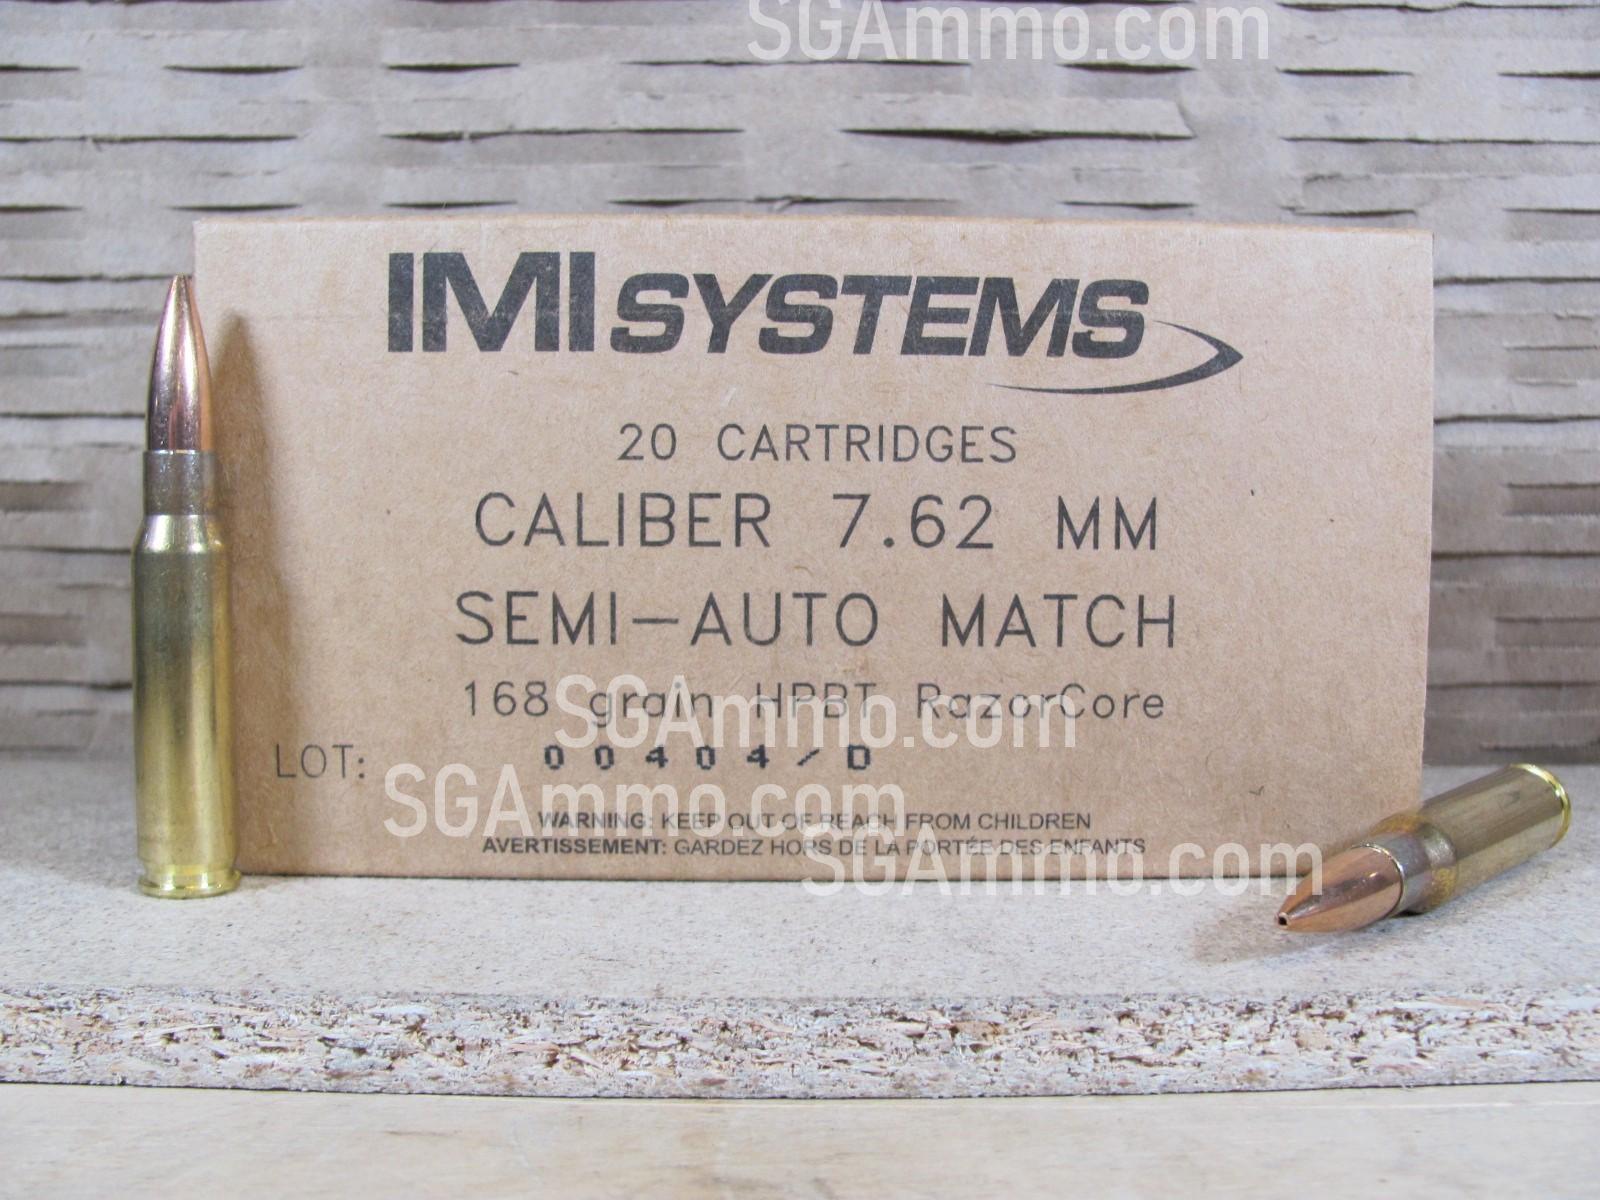 SGAmmo.com
IMI SYSTEMS
20 CARTRIDGES
CALIBER 7.62 MM
SEMI-AUTO MATCH
168 grain HPBT RazorCore
SGAmmo.com
LOT: 00404/D
SGAmmo.com
WARNING: KEEP OUT OF REACH FROM CHILDREN
AVERTISSEMENT: GARDEZ HORS DE LA PORTÉE DES ENFANTS
SGAmmo.com